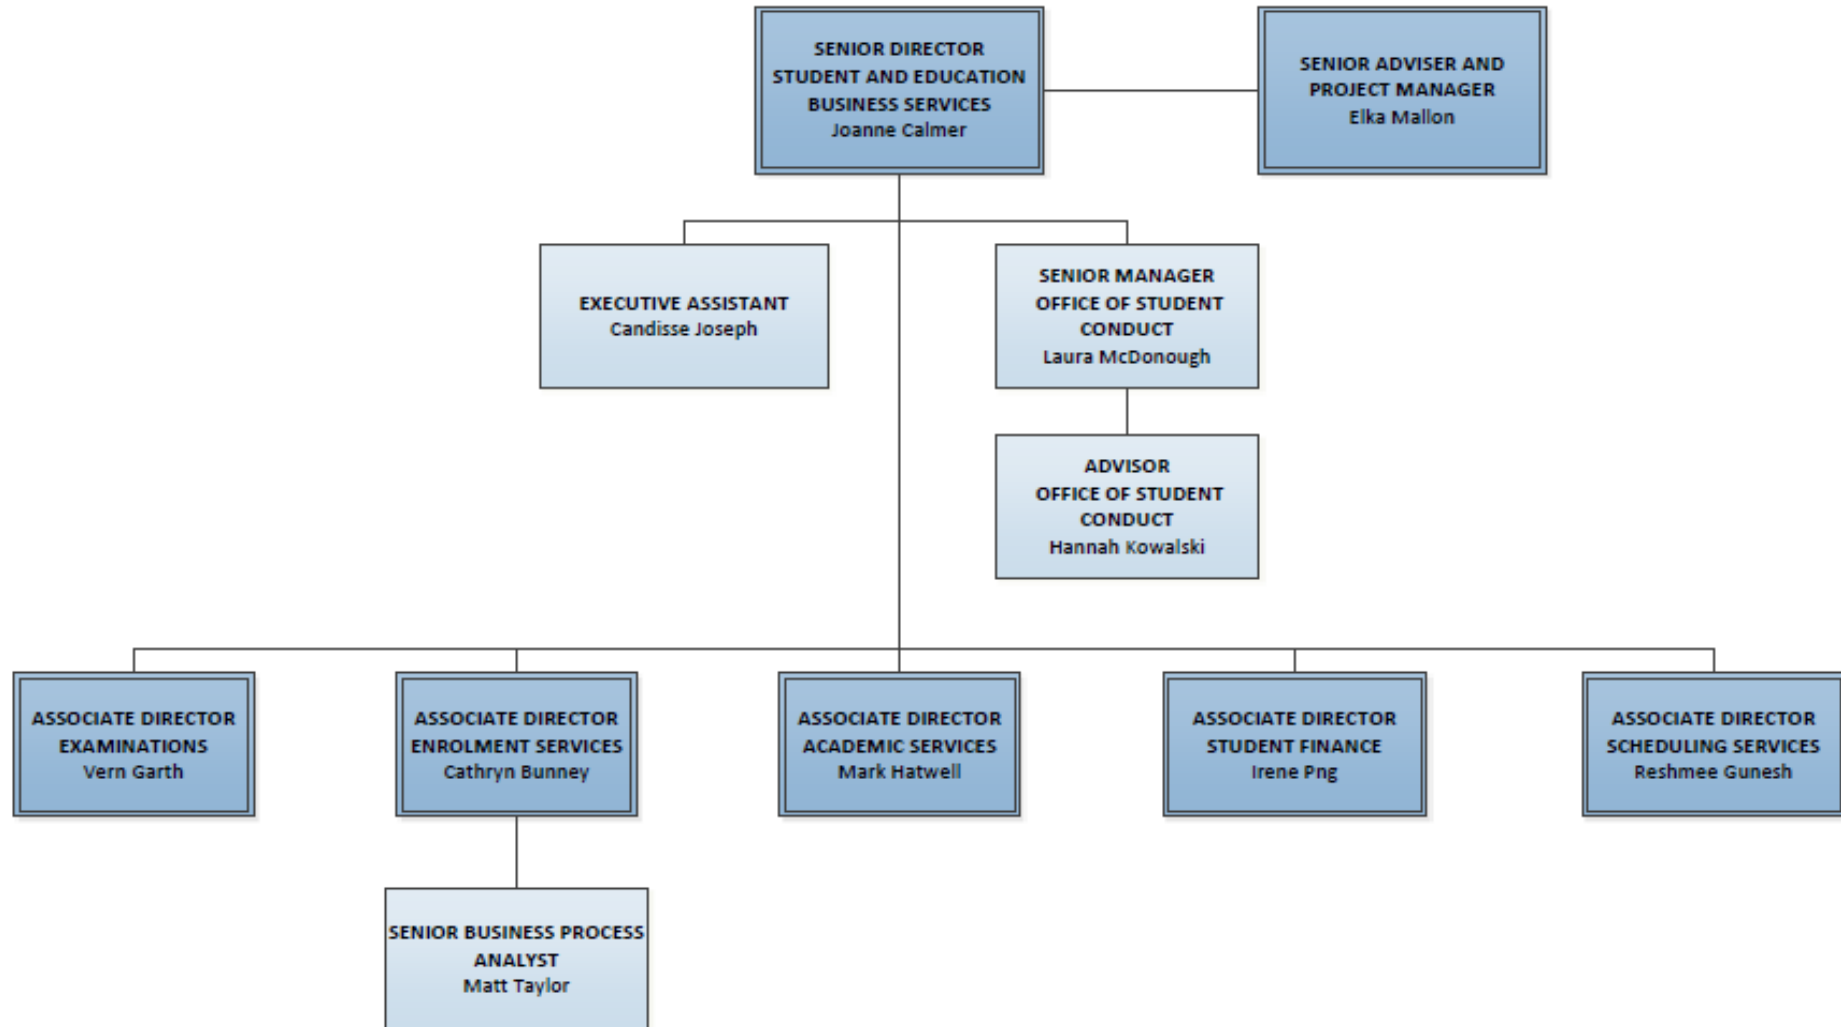 SENIOR DIRECTOR
STUDENT AND EDUCATION
BUSINESS SERVICES
Joanne Calmer
SENIOR ADVISER AND
PROJECT MANAGER
Elka Mallon
EXECUTIVE ASSISTANT
Candisse Joseph
SENIOR MANAGER
OFFICE OF STUDENT
CONDUCT
Laura McDonough
ADVISOR
OFFICE OF STUDENT
CONDUCT
Hannah Kowalski
ASSOCIATE DIRECTOR
EXAMINATIONS
Vern Garth
ASSOCIATE DIRECTOR
ENROLMENT SERVICES
Cathryn Bunney
ASSOCIATE DIRECTOR
ACADEMIC SERVICES
Mark Hatwell
ASSOCIATE DIRECTOR
STUDENT FINANCE
Irene Png
ASSOCIATE DIRECTOR
SCHEDULING SERVICES
Reshmee Gunesh
SENIOR BUSINESS PROCESS
ANALYST
Matt Taylor